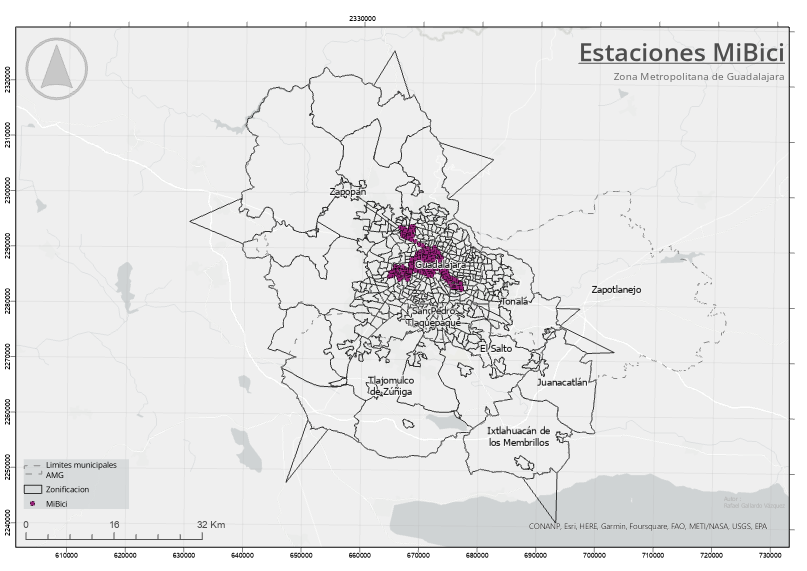 2330000
Estaciones MiBici
Zona Metropolitana de Guadalajara
2320000
2310000
2300000
2290000
2280000
2270000
2260000
2250000
2240000
Zapopan
Guadalajara
Zapotlanejo
Tonalá
San Pedro
Tlaquepaque
El Salto
Tlajomulco
de Zúñiga
Juanacatlán
Ixtlahuacán de
los Membrillos
Limites municipales
AMG
Zonificacion
MiBici
0 16 32 Km
CONANP, Esri, HERE, Garmin, Foursquare, FAO, METI/NASA, USGS, EPA
610000 620000 630000 640000 650000 660000 670000 680000 690000 700000 710000 720000 730000